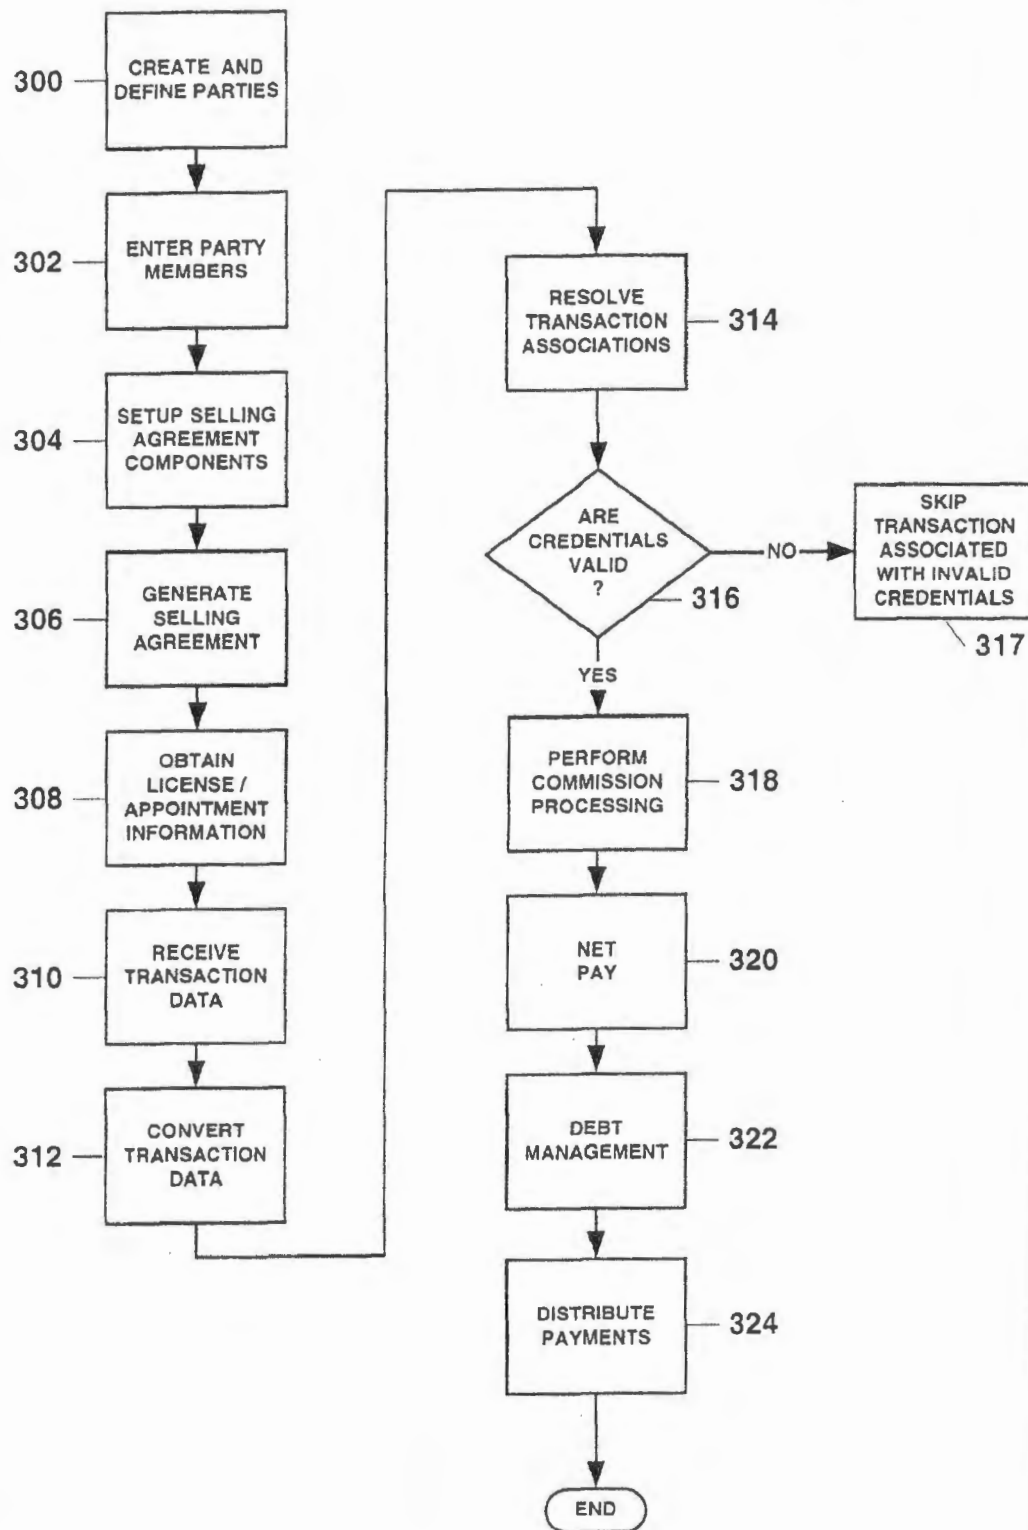 300
CREATE AND
DEFINE PARTIES
302
ENTER PARTY
MEMBERS
304
SETUP SELLING
AGREEMENT
COMPONENTS
306
GENERATE
SELLING
AGREEMENT
308
OBTAIN
LICENSE /
APPOINTMENT
INFORMATION
310
RECEIVE
TRANSACTION
DATA
312
CONVERT
TRANSACTION
DATA
RESOLVE
TRANSACTION
ASSOCIATIONS
314
ARE
CREDENTIALS
VALID
?
316
NO
SKIP
TRANSACTION
ASSOCIATED
WITH INVALID
CREDENTIALS
317
YES
PERFORM
COMMISSION
PROCESSING
318
NET
PAY
320
DEBT
MANAGEMENT
322
DISTRIBUTE
PAYMENTS
324
END